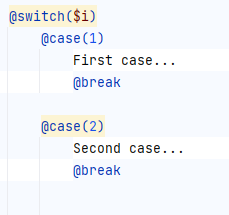 @switch($i)
    @case(1)
        First case...
        @break

    @case(2)
        Second case...
        @break